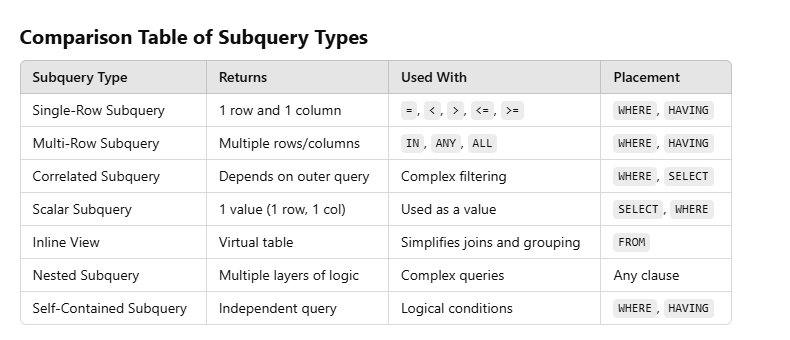 Comparison Table of Subquery Types
Subquery Type Returns Used With Placement
Single-Row Subquery 1 row and 1 column =, <, >, <=, >= WHERE, HAVING
Multi-Row Subquery Multiple rows/columns IN, ANY, ALL WHERE, HAVING
Correlated Subquery Depends on outer query Complex filtering WHERE, SELECT
Scalar Subquery 1 value (1 row, 1 col) Used as a value SELECT, WHERE
Inline View Virtual table Simplifies joins and grouping FROM
Nested Subquery Multiple layers of logic Complex queries Any clause
Self-Contained Subquery Independent query Logical conditions WHERE, HAVING